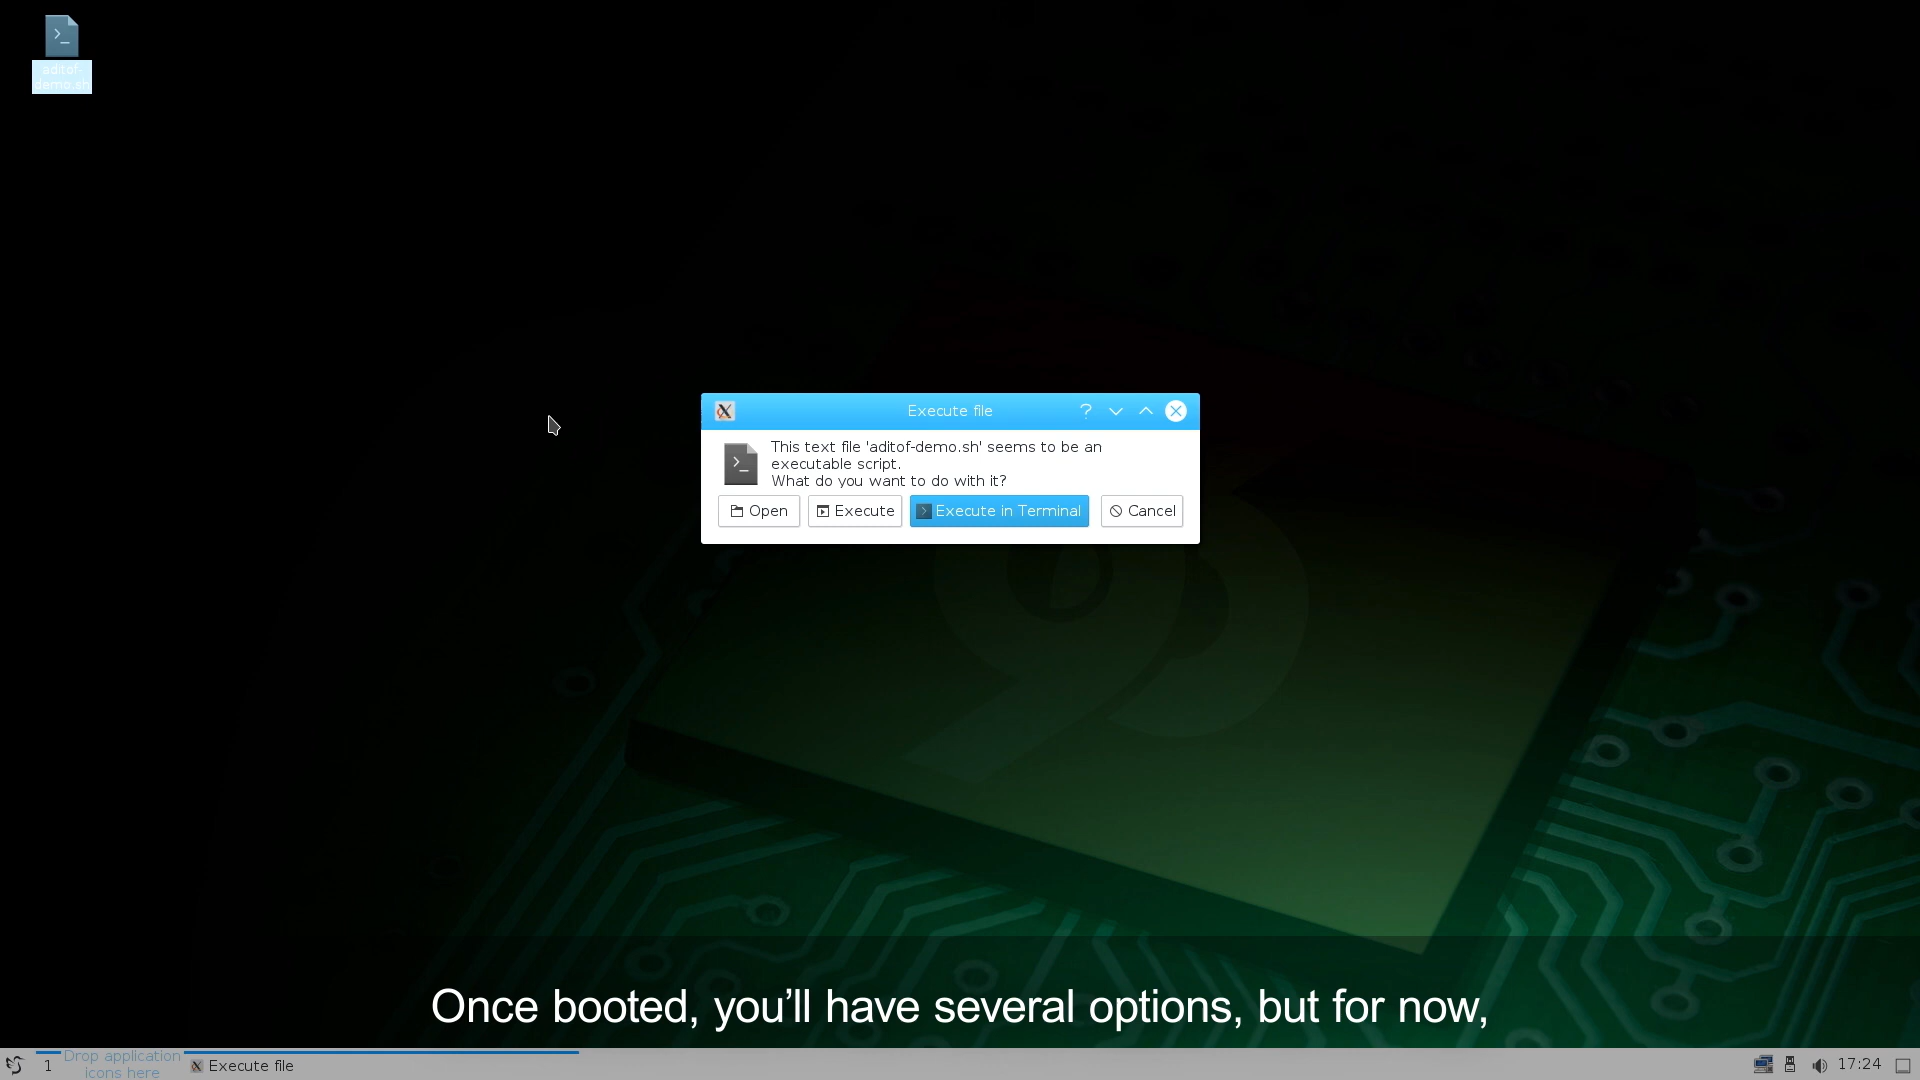 aditof-
demo.sh
Execute file
This text file 'aditof-demo.sh' seems to be an
executable script.
What do you want to do with it?
Open Execute Execute in Terminal Cancel
Once booted, you’ll have several options, but for now,
1 Drop application
icons here
Execute file
17:24